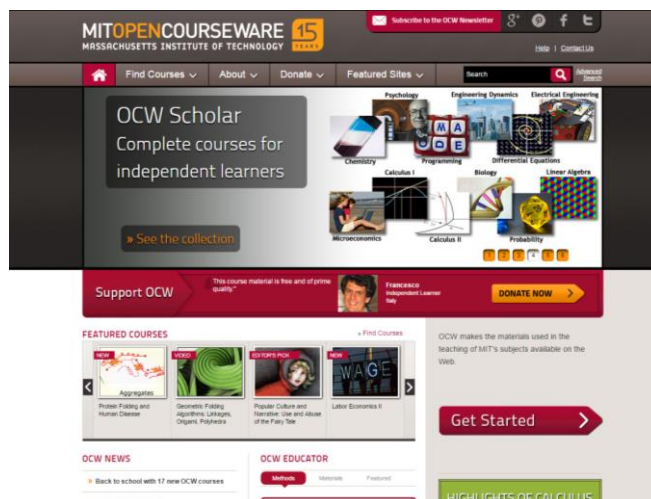 MITOPENCOURSEWARE 15
MASSACHUSETTS INSTITUTE OF TECHNOLOGY YEARS
Subscribe to the OCW Newsletter
Help | Contact Us
Find Courses About Donate Featured Sites Search Advanced Search
OCW Scholar
Complete courses for
independent learners
» See the collection
Psychology Engineering Dynamics Electrical Engineering
Chemistry Programming Differential Equations
Calculus I Biology Linear Algebra
Microeconomics Calculus II Probability
1 2 3 4 5 6
Support OCW
This course material is free and of prime
quality."
Francesco
Independent Learner
Italy
DONATE NOW
FEATURED COURSES
» Find Courses
NEW
Aggregates
Protein Folding and
Human Disease
VIDEO
Geometric Folding
Algorithms: Linkages,
Origami, Polyhedra
EDITOR'S PICK
Popular Culture and
Narrative: Use and Abuse
of the Fairy Tale
NEW
WAGE
Labor Economics II
OCW makes the materials used in the
teaching of MIT's subjects available on the
Web.
Get Started
OCW NEWS
» Back to school with 17 new OCW courses
OCW EDUCATOR
Methods Materials Featured
HIGHLIGHTS OF CALCULUS